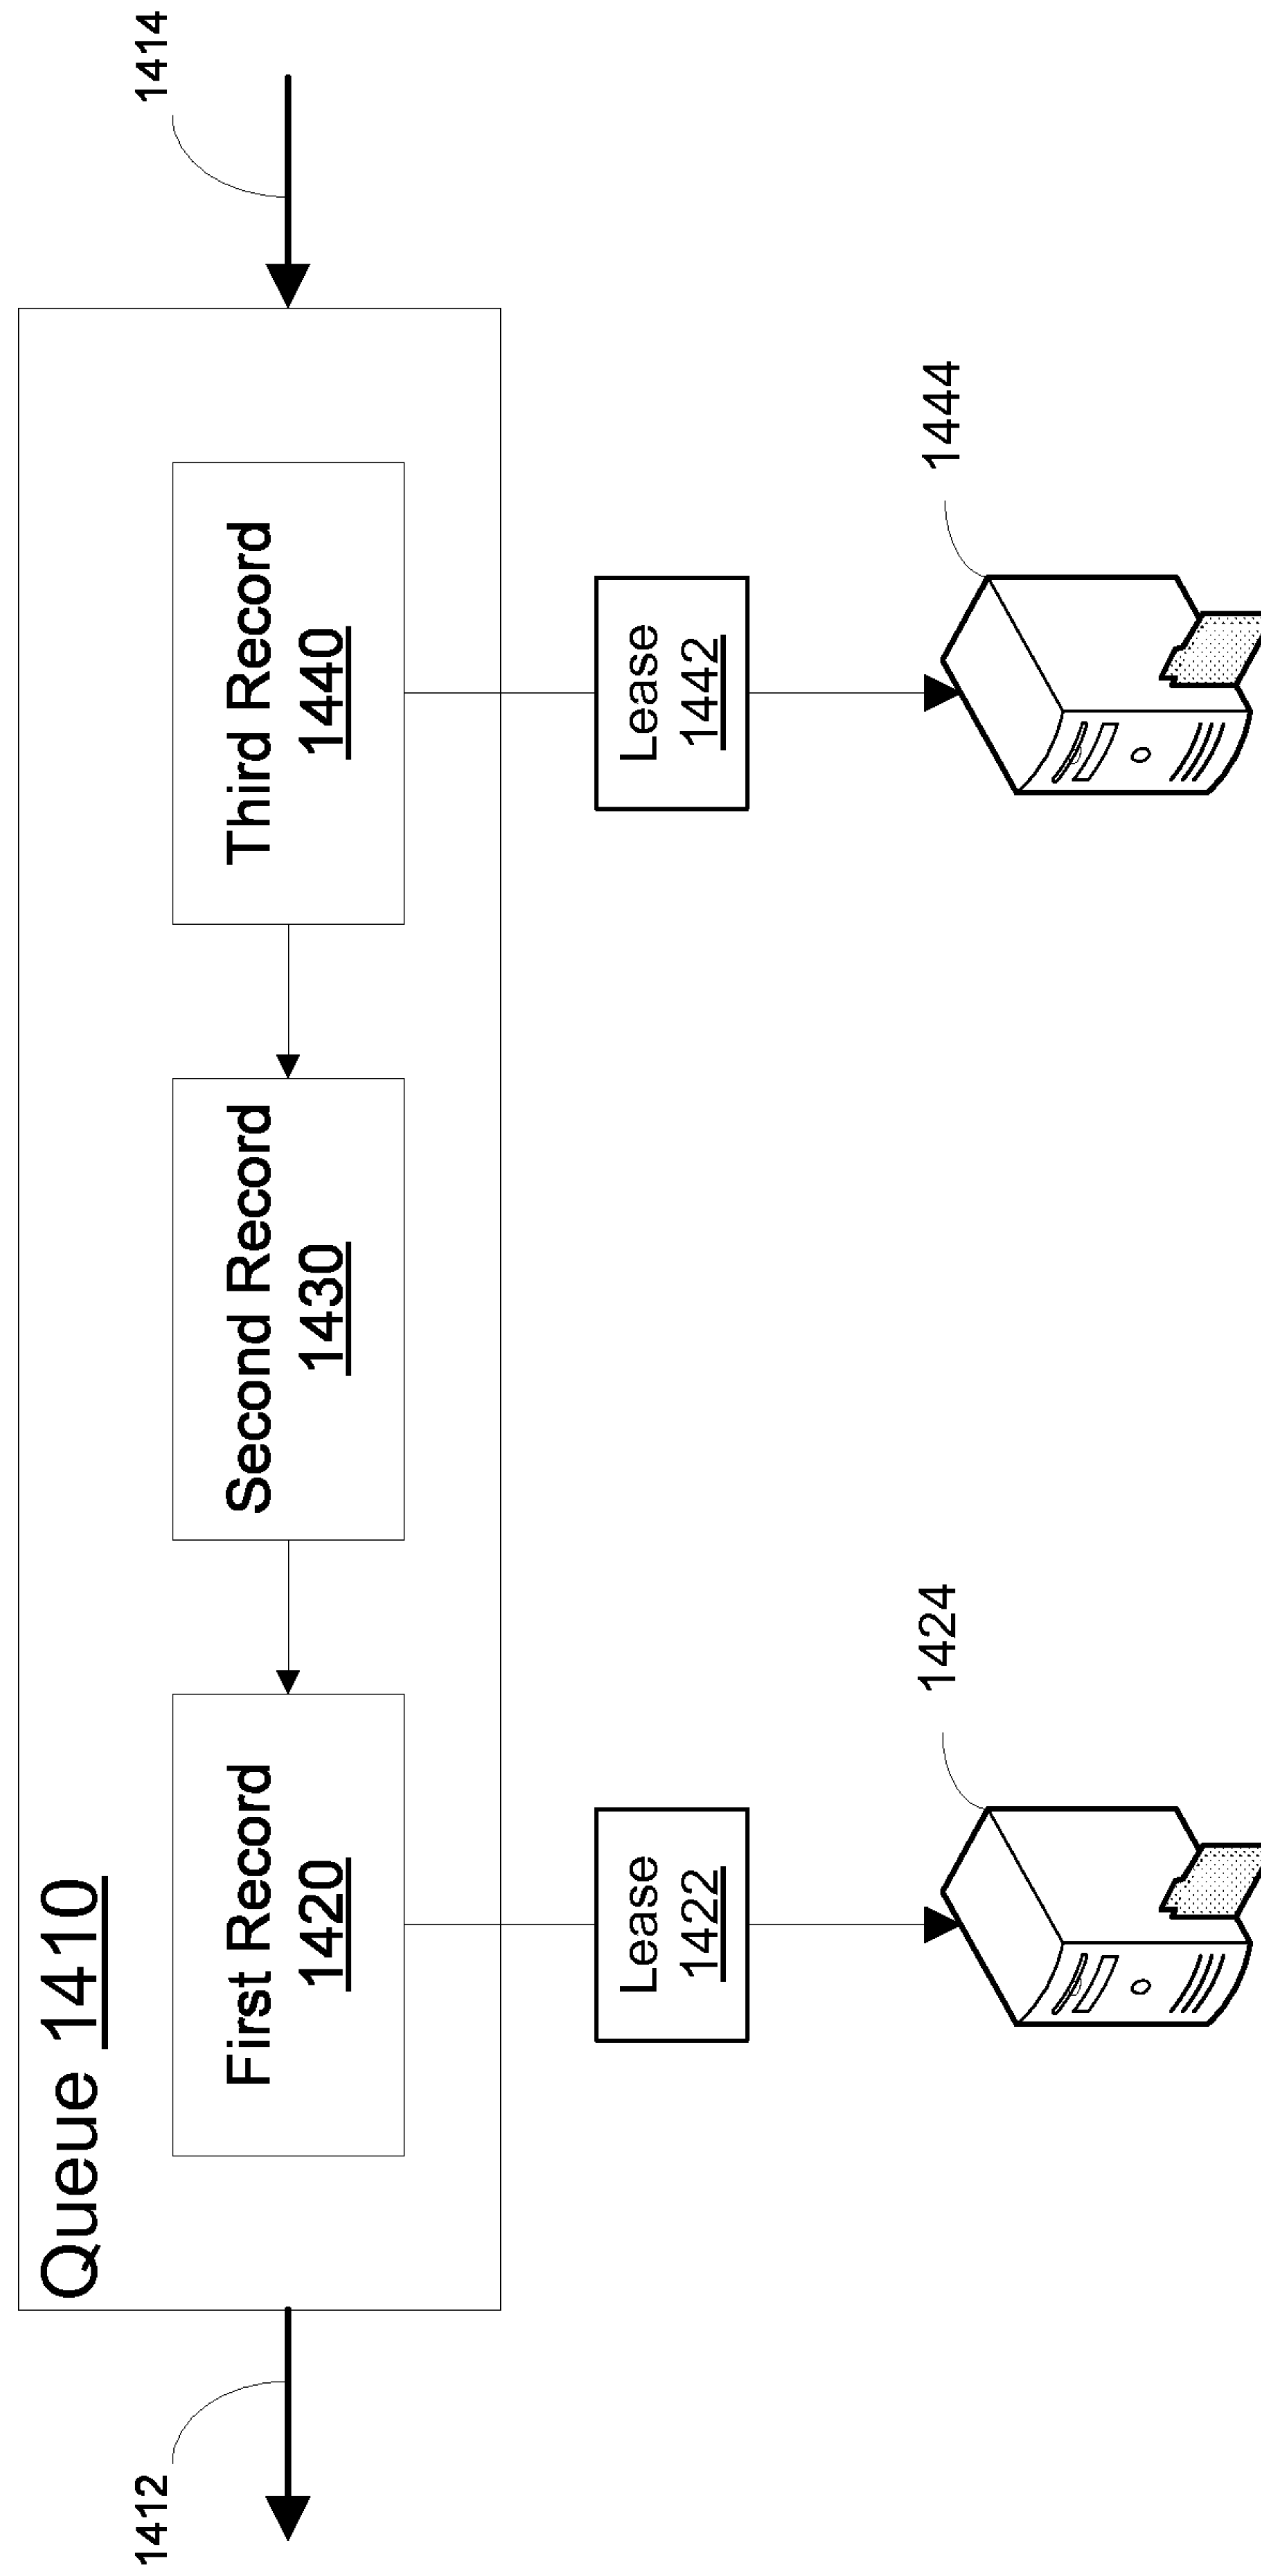 Queue 1410
1412
1414
First Record
1420
Second Record
1430
Third Record
1440
Lease
1422
Lease
1442
1424
1444